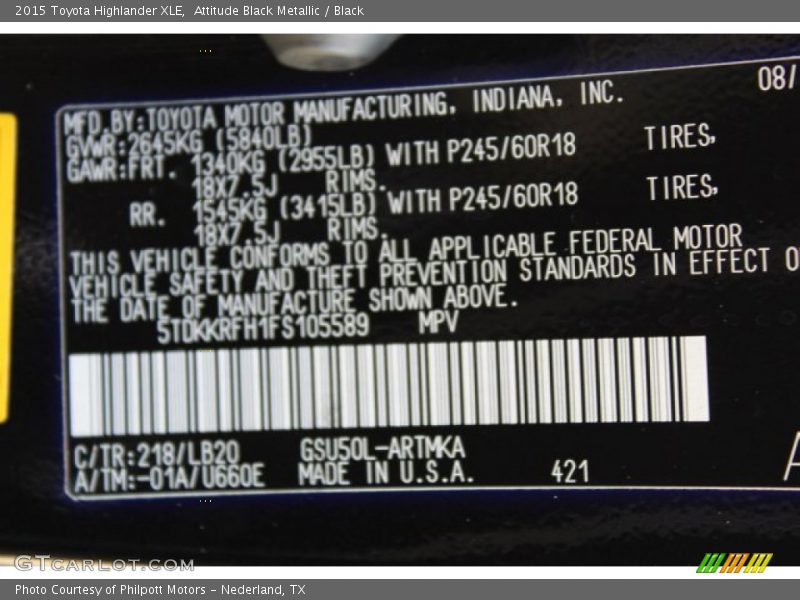 2015 Toyota Highlander XLE, Attitude Black Metallic / Black
08/
MFD.BY:TOYOTA MOTOR MANUFACTURING, INDIANA, INC.
GVWR:2645KG (5840LB)
GAWR:FRT. 1340KG (2955LB) WITH P245/60R18 TIRES,
18X7.5J RIMS.
RR. 1545KG (3415LB) WITH P245/60R18 TIRES,
18X7.5J RIMS.
THIS VEHICLE CONFORMS TO ALL APPLICABLE FEDERAL MOTOR
VEHICLE SAFETY AND THEFT PREVENTION STANDARDS IN EFFECT O
THE DATE OF MANUFACTURE SHOWN ABOVE.
5TDKKRFH1FS105589 MPV
C/TR:218/LB20 GSU50L-ARTMKA
A/TM:-01A/U660E MADE IN U.S.A. 421
A
GTCARLOT.COM
Photo Courtesy of Philpott Motors - Nederland, TX